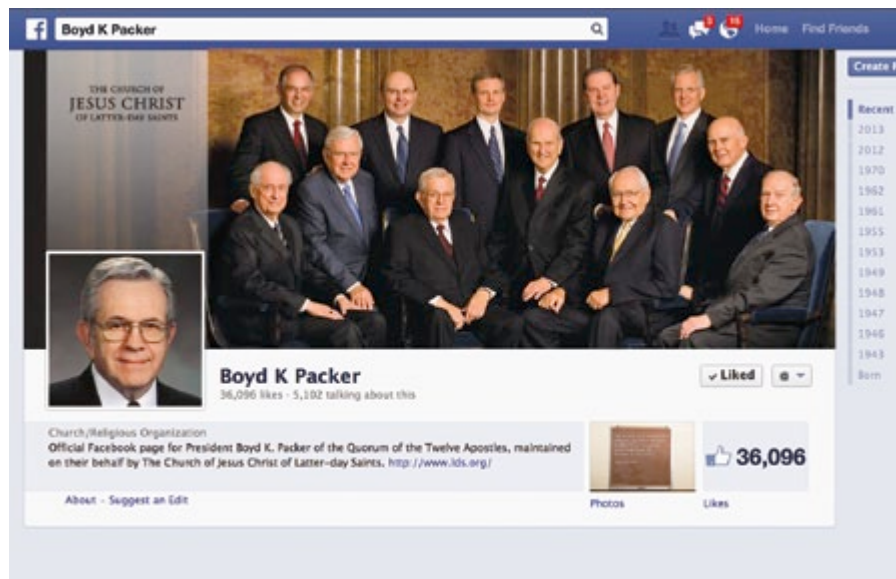 Boyd K Packer
3 16 Home Find Friends
Create
THE CHURCH OF
JESUS CHRIST
OF LATTER-DAY SAINTS
Recent
2013
2012
1970
1962
1961
1955
1953
1949
1948
1947
1946
1943
Born
Boyd K Packer
36,096 likes · 5,102 talking about this
Liked
Church/Religious Organization
Official Facebook page for President Boyd K. Packer of the Quorum of the Twelve Apostles, maintained
on their behalf by The Church of Jesus Christ of Latter-day Saints. http://www.lds.org/
36,096
About - Suggest an Edit
Photos
Likes